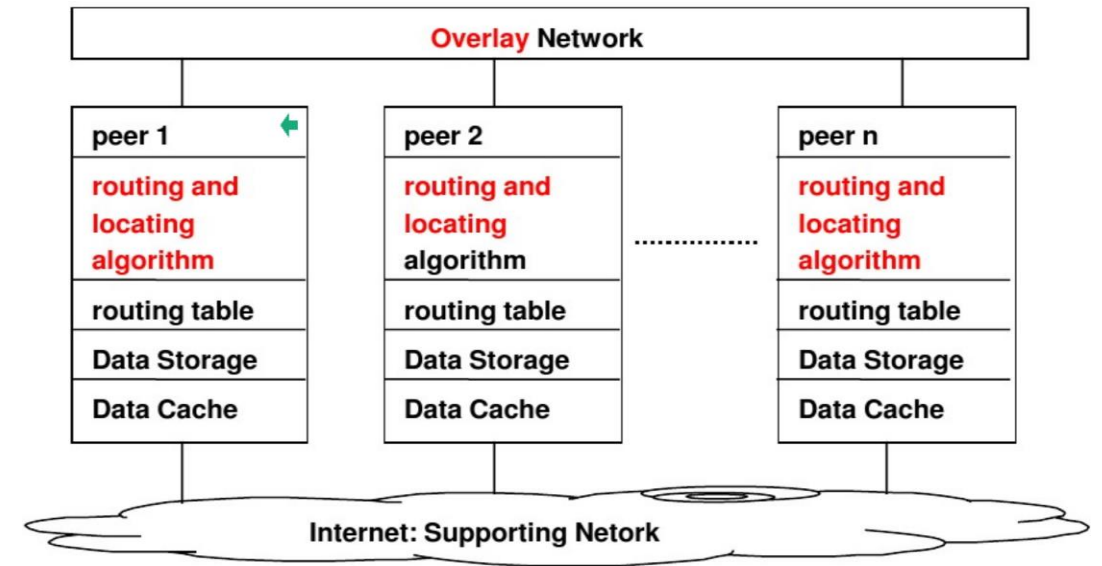 Overlay Network
peer 1
routing and
locating
algorithm
routing table
Data Storage
Data Cache
peer 2
routing and
locating
algorithm
routing table
Data Storage
Data Cache
peer n
routing and
locating
algorithm
routing table
Data Storage
Data Cache
Internet: Supporting Netork